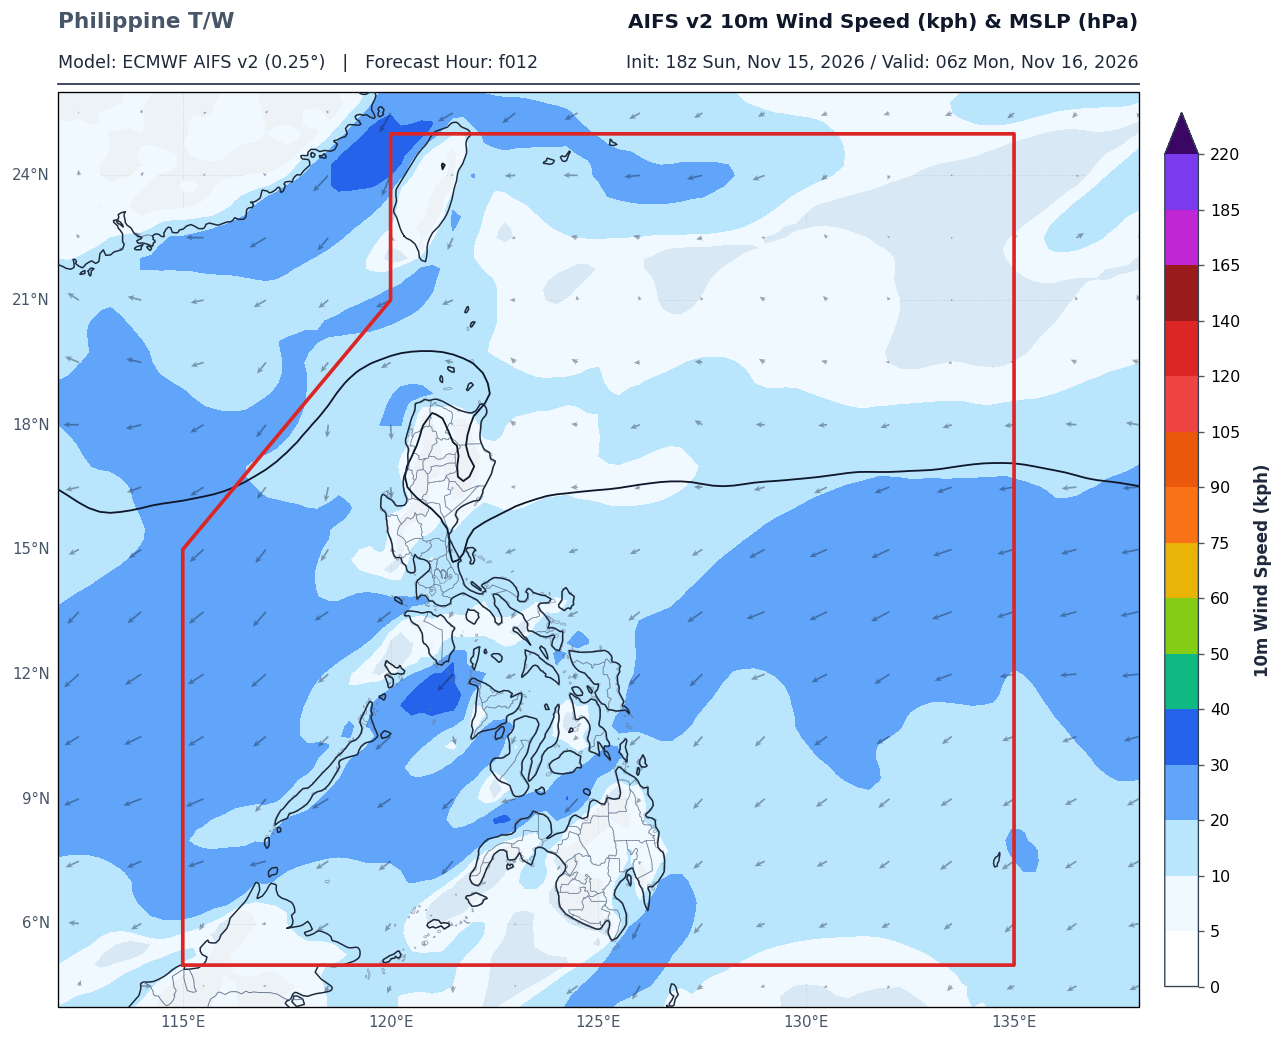 Philippine T/W
AIFS v2 10m Wind Speed (kph) & MSLP (hPa)
Model: ECMWF AIFS v2 (0.25°) | Forecast Hour: f012
Init: 18z Sun, Nov 15, 2026 / Valid: 06z Mon, Nov 16, 2026
24°N
21°N
18°N
15°N
12°N
9°N
6°N
115°E
120°E
125°E
130°E
135°E
220
185
165
140
120
105
90
75
60
50
40
30
20
10
5
0
10m Wind Speed (kph)